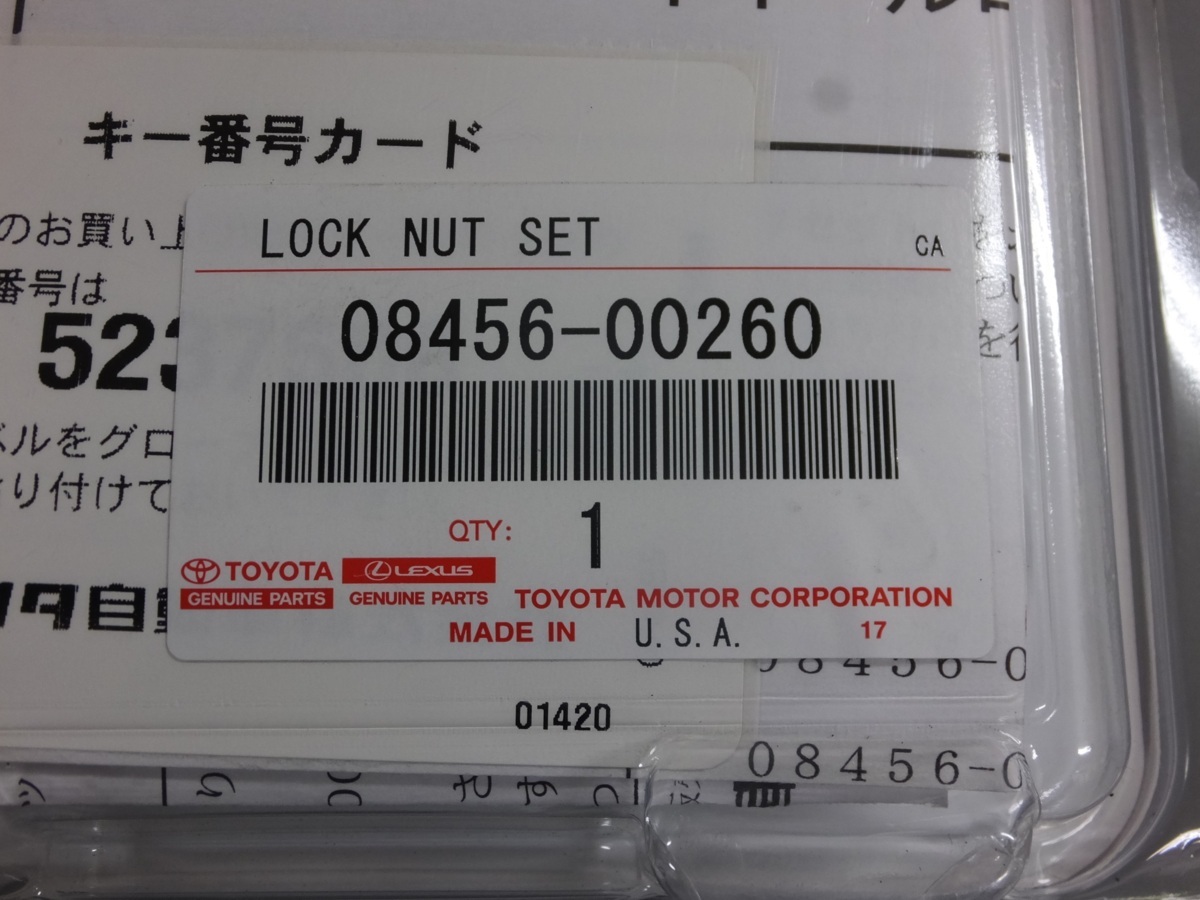 キー番号カード
のお買い上
番号は
523
ベルをグロ
り付けて
タ自動
LOCK NUT SET
CA
08456-00260
QTY: 1
TOYOTA
GENUINE PARTS
LEXUS
GENUINE PARTS
TOYOTA MOTOR CORPORATION
MADE IN U.S.A. 17
08456-0
01420
08456-0